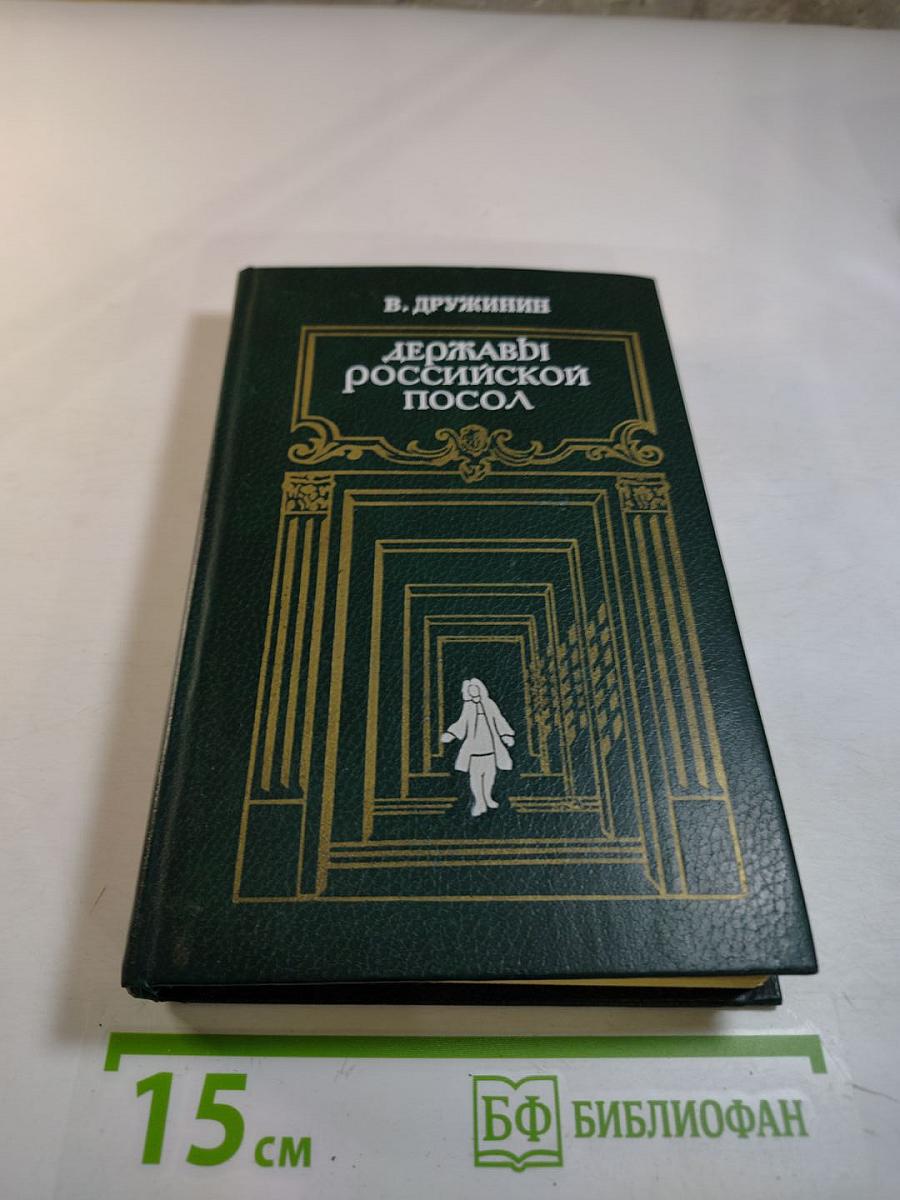 В. ДРУЖИНИН
ДЕРЖАВЫ
РОССИЙСКОЙ
ПОСОЛ
15 см
БФ БИБЛИОФАН